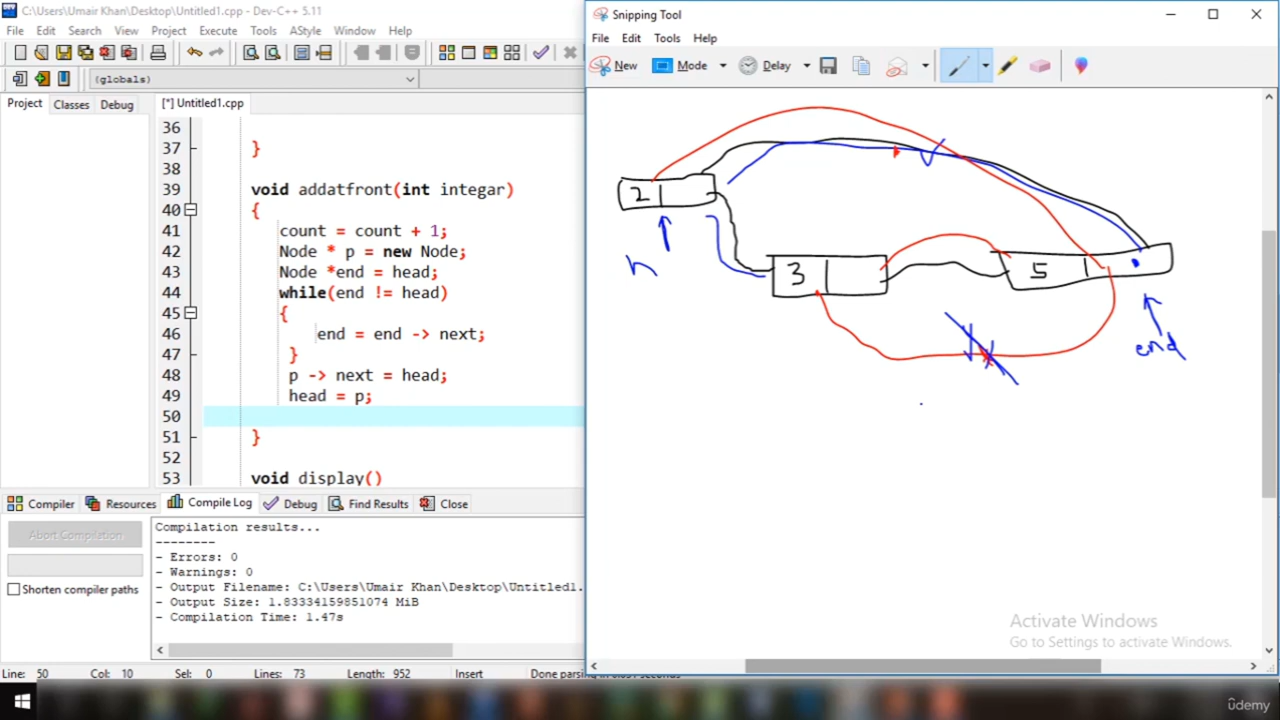 C:\Users\Umair Khan\Desktop\Untitled1.cpp - Dev-C++ 5.11
File Edit Search View Project Execute Tools AStyle Window Help
(globals)
Project Classes Debug
[*] Untitled1.cpp
36
37 }
38
39 void addatfront(int integar)
40 {
41 count = count + 1;
42 Node * p = new Node;
43 Node *end = head;
44 while(end != head)
45 {
46 end = end -> next;
47 }
48 p -> next = head;
49 head = p;
50
51 }
52
53 void display()
Compiler Resources Compile Log Debug Find Results Close
Abort Compilation
Shorten compiler paths
Compilation results...
--------
- Errors: 0
- Warnings: 0
- Output Filename: C:\Users\Umair Khan\Desktop\Untitled1.
- Output Size: 1.83334159851074 MiB
- Compilation Time: 1.47s
Line: 50 Col: 10 Sel: 0 Lines: 73 Length: 952 Insert Done parsing in
Snipping Tool
File Edit Tools Help
New Mode Delay
2
h
3
5
end
Activate Windows
Go to Settings to activate Windows.
ûdemy